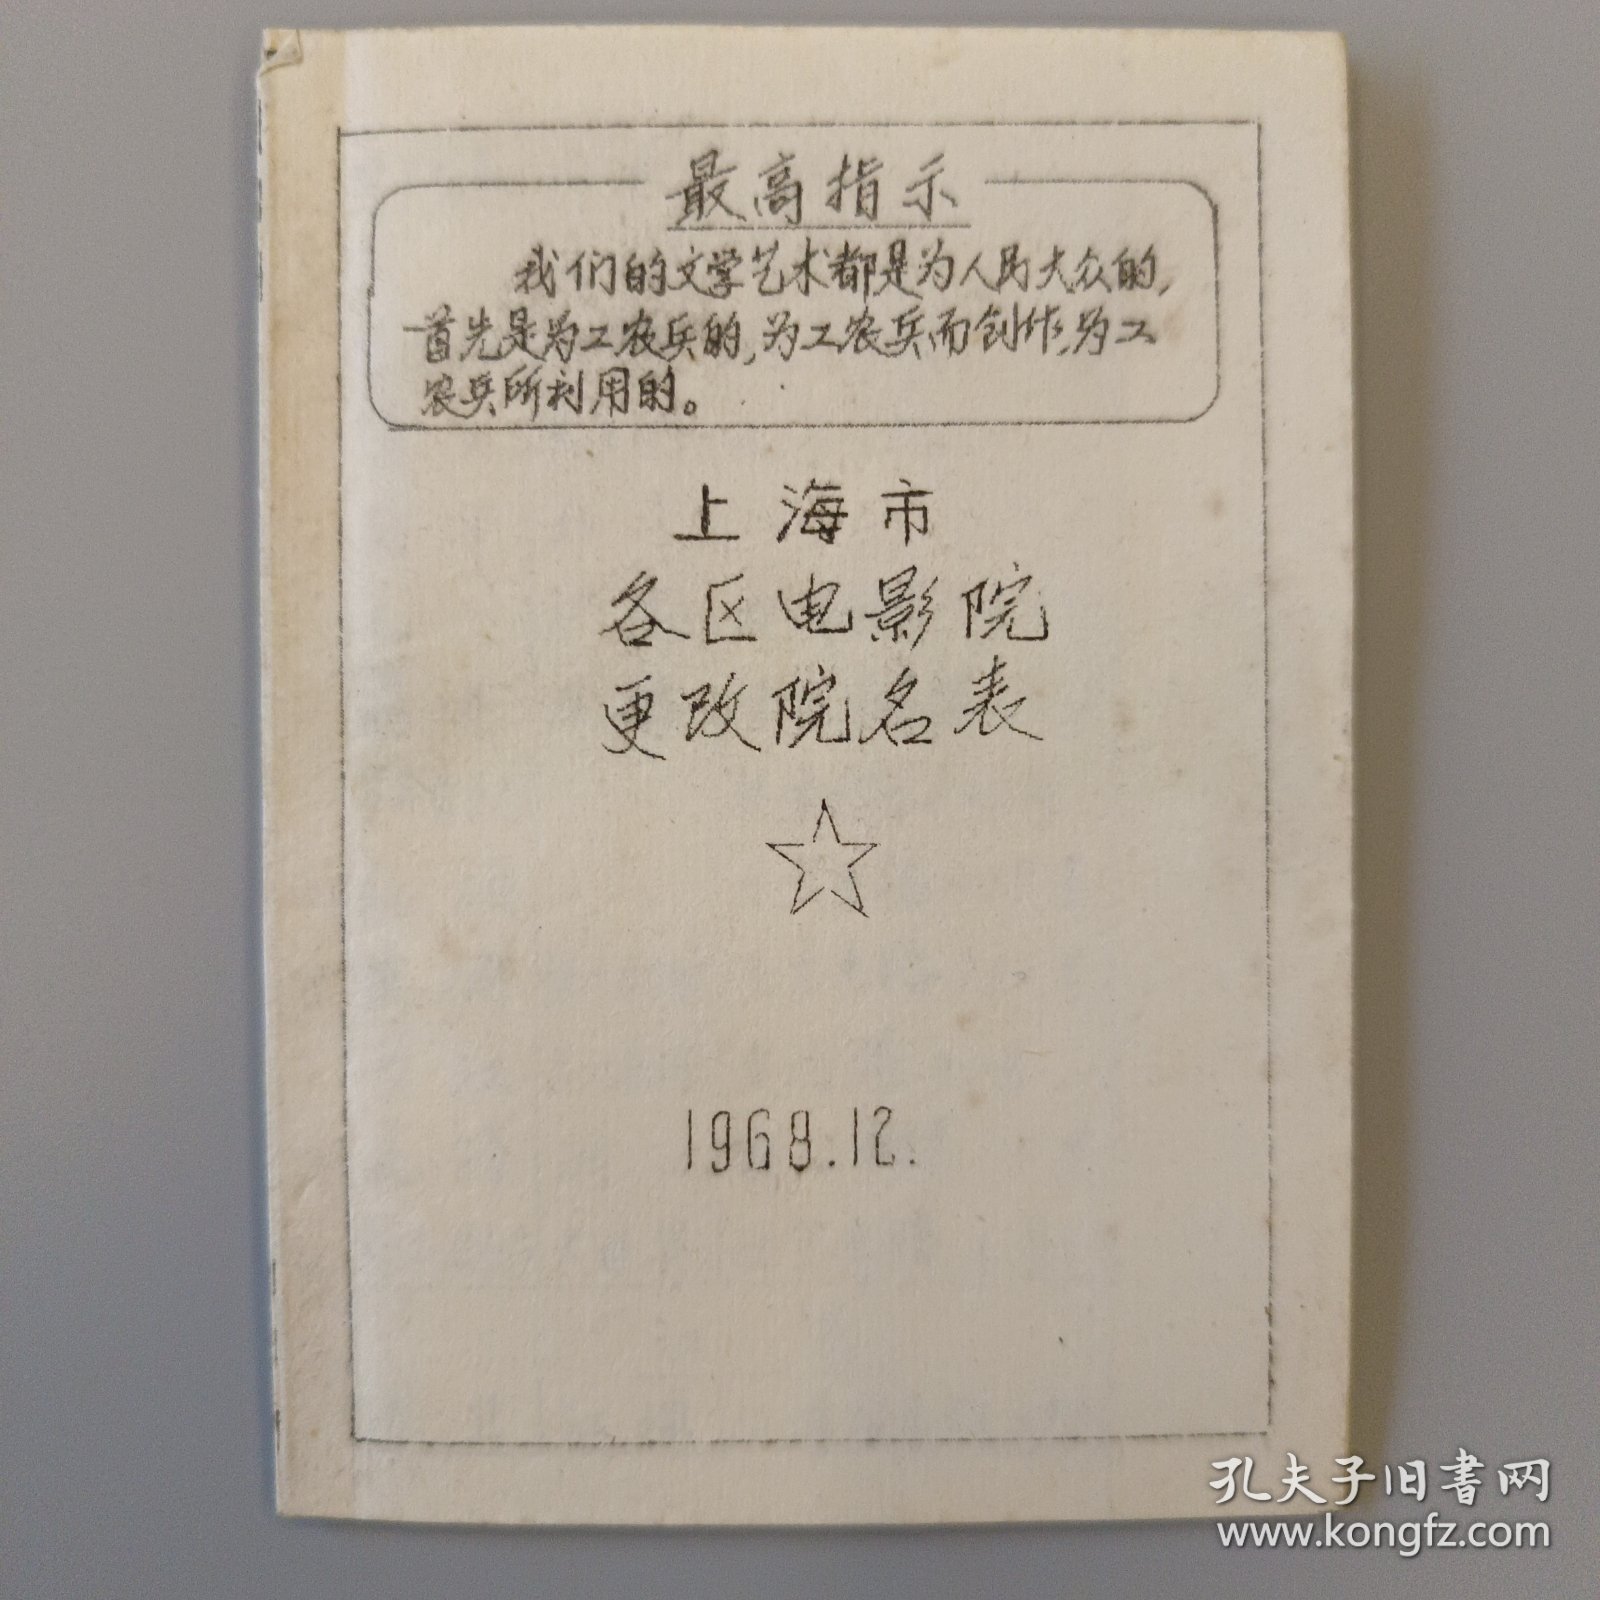 最高指示
我们的文学艺术都是为人民大众的，
首先是为工农兵的，为工农兵而创作，为工
农兵所利用的。
上海市
各区电影院
更改院名表
1968.12.
孔夫子旧书网
www.kongfz.com